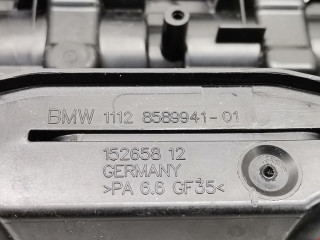 BMW 1112 8589941-01
152658 12
GERMANY
>PA 6.6 GF35<